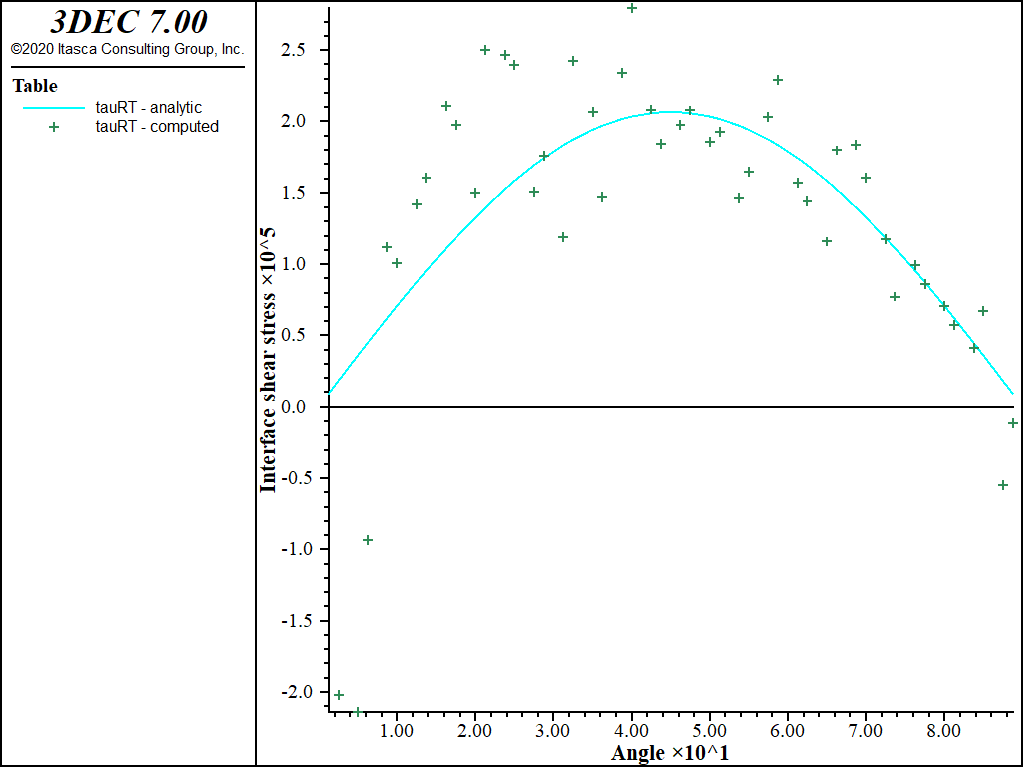 3DEC 7.00
©2020 Itasca Consulting Group, Inc.
Table
tauRT - analytic
tauRT - computed
Interface shear stress ×10^5
2.5
2.0
1.5
1.0
0.5
0.0
-0.5
-1.0
-1.5
-2.0
1.00 2.00 3.00 4.00 5.00 6.00 7.00 8.00
Angle ×10^1